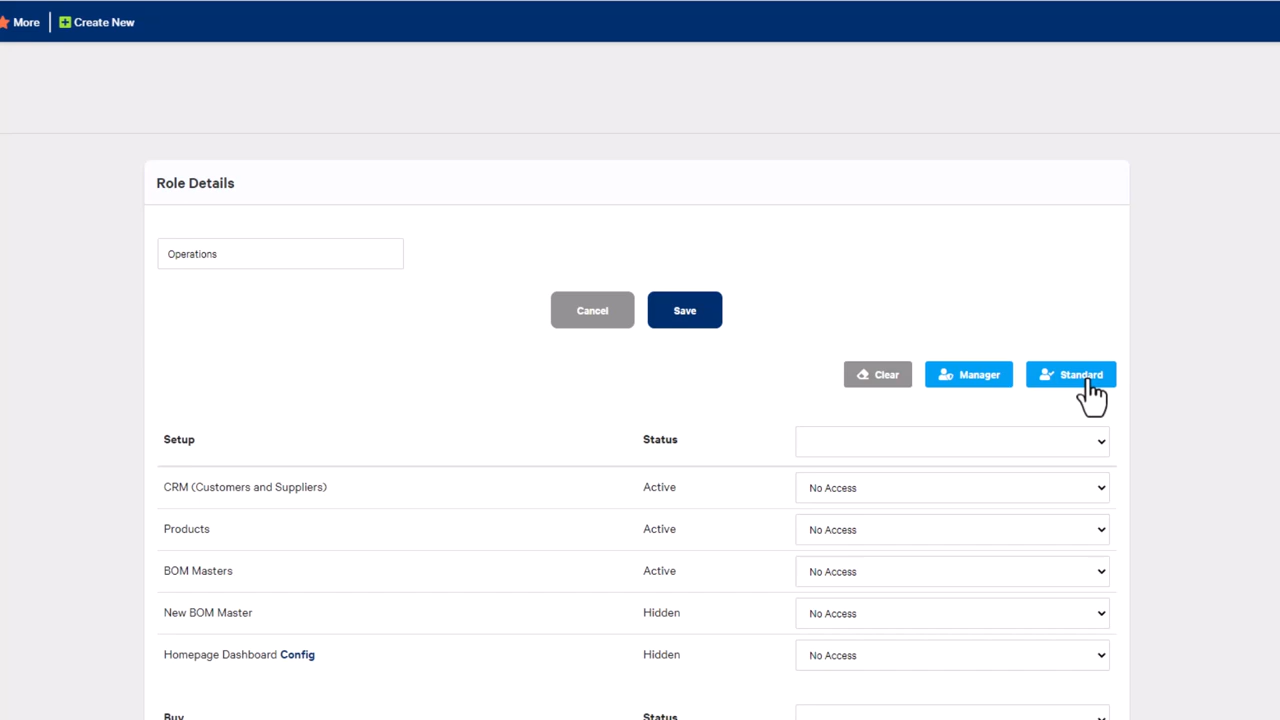 More Create New
Role Details
Operations
Cancel Save
Clear Manager Standard
Setup Status
CRM (Customers and Suppliers) Active No Access
Products Active No Access
BOM Masters Active No Access
New BOM Master Hidden No Access
Homepage Dashboard Config Hidden No Access
Buy Status